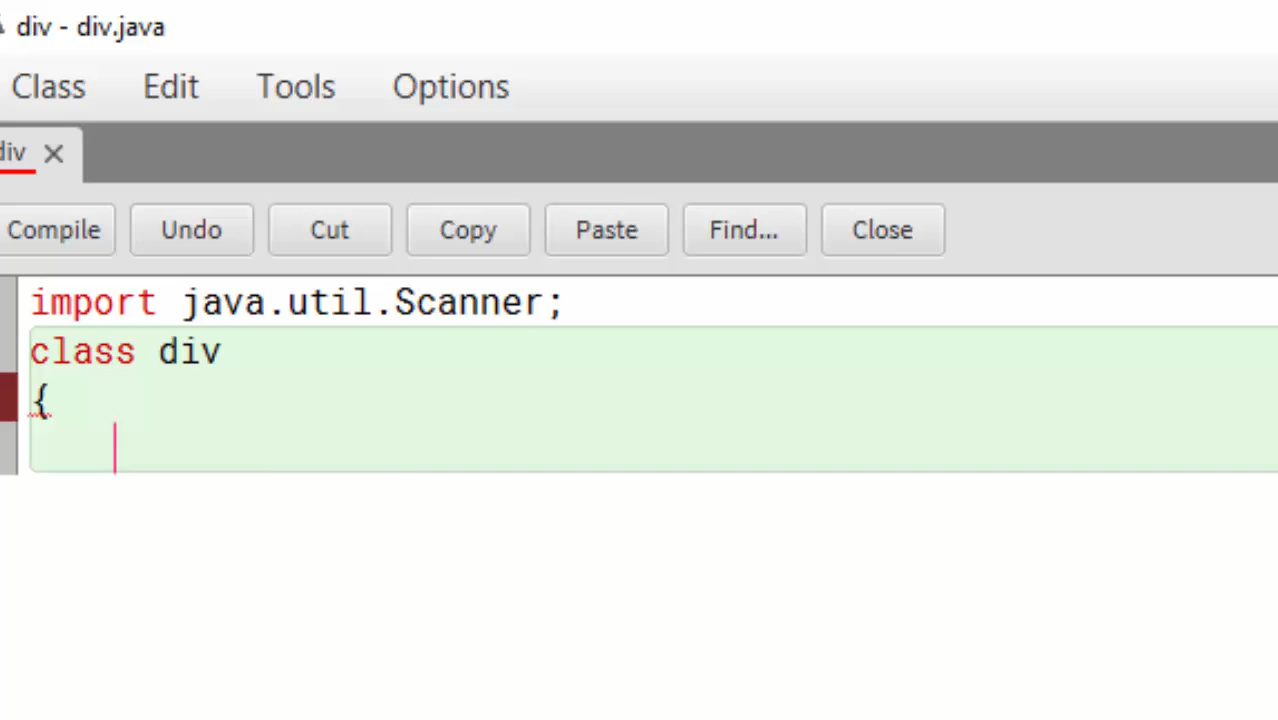 div - div.java
Class Edit Tools Options
div
Compile Undo Cut Copy Paste Find... Close
import java.util.Scanner;
class div
{